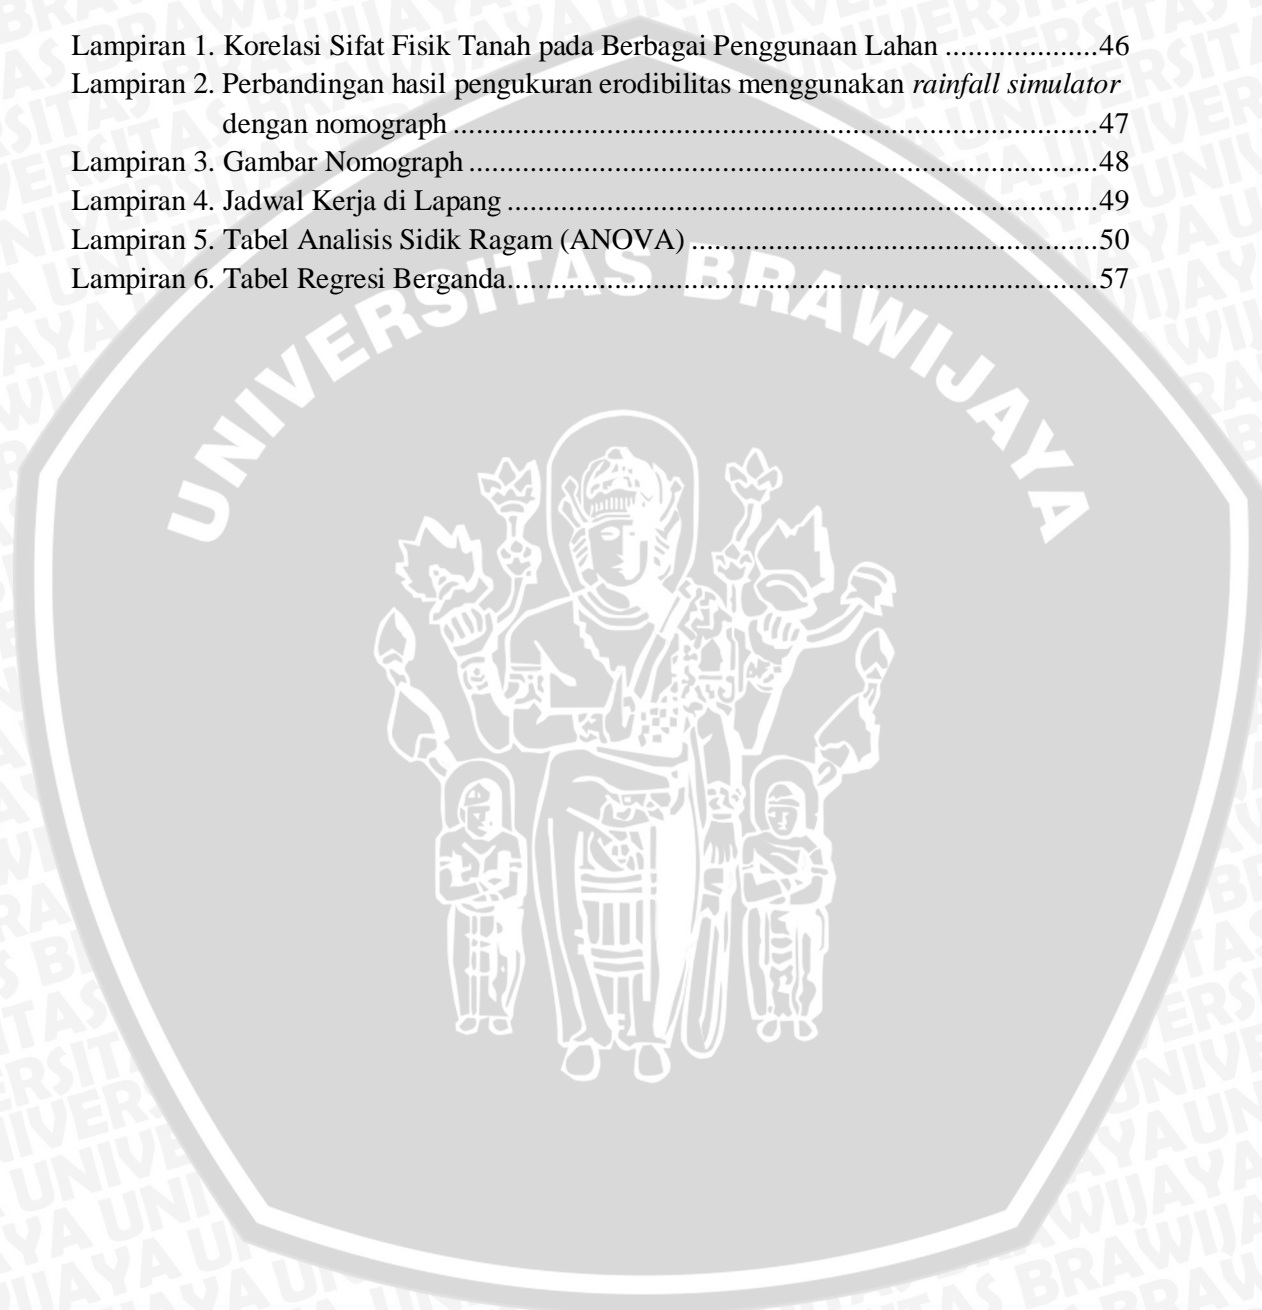 Lampiran 1. Korelasi Sifat Fisik Tanah pada Berbagai Penggunaan Lahan ...................46
Lampiran 2. Perbandingan hasil pengukuran erodibilitas menggunakan rainfall simulator
dengan nomograph ....................................................................................47
Lampiran 3. Gambar Nomograph ..................................................................................48
Lampiran 4. Jadwal Kerja di Lapang .............................................................................49
Lampiran 5. Tabel Analisis Sidik Ragam (ANOVA) .....................................................50
Lampiran 6. Tabel Regresi Berganda.............................................................................57
UNIVERSITAS BRAWIJAYA